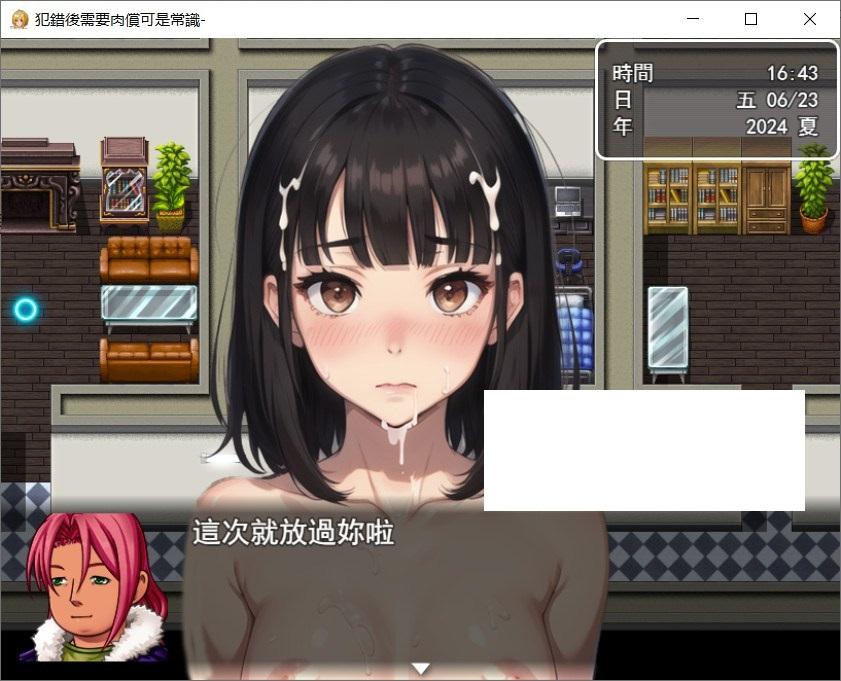 犯錯後需要肉償可是常識-
時間 16:43
日 五 06/23
年 2024 夏
這次就放過妳啦